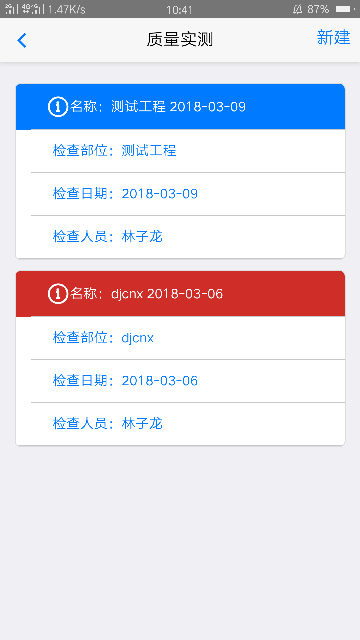 2G 4G 1.47K/s 10:41 87%
质量实测 新建
名称：测试工程 2018-03-09
检查部位：测试工程
检查日期：2018-03-09
检查人员：林子龙
名称：djcnx 2018-03-06
检查部位：djcnx
检查日期：2018-03-06
检查人员：林子龙